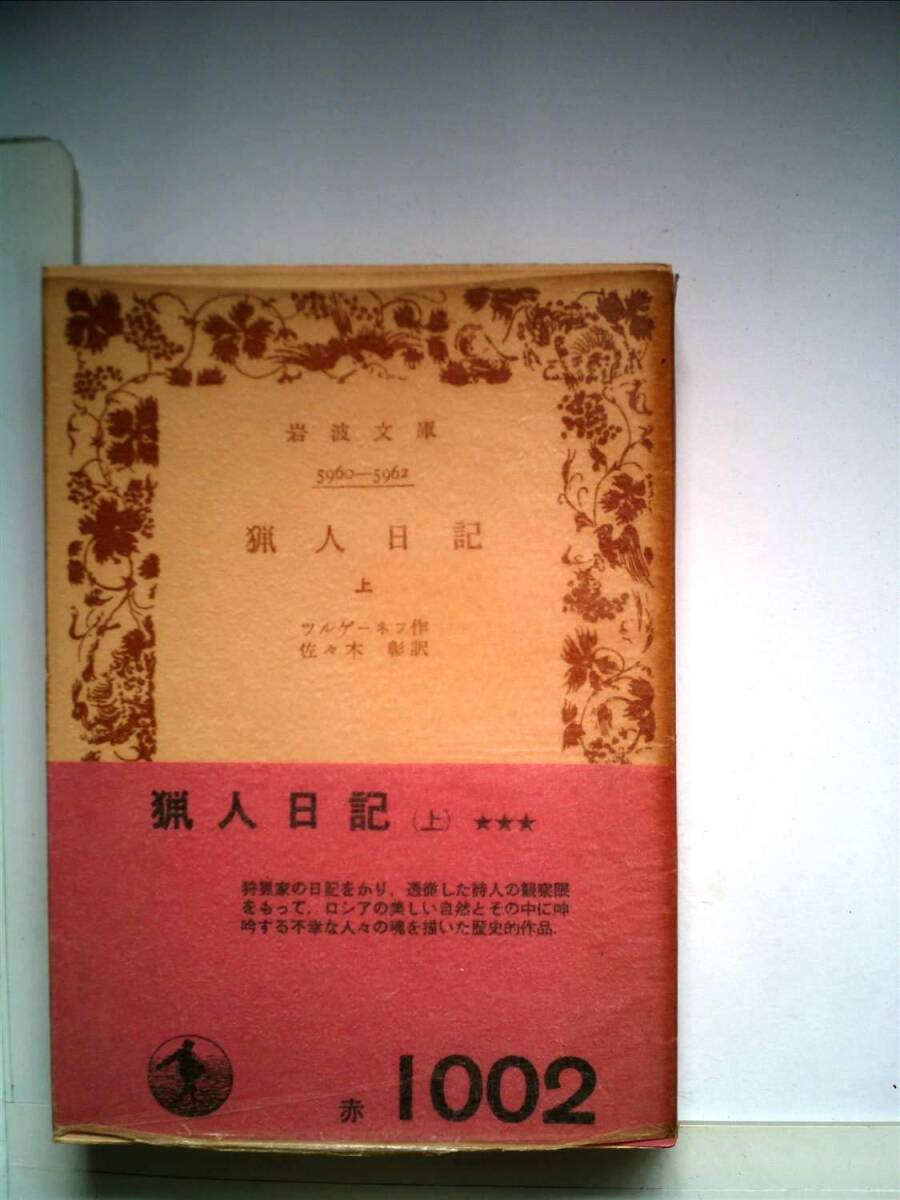 岩波文庫
5960—5962
猟人日記
上
ツルゲーネフ作
佐々木 彰訳
猟人日記(上)★★★
狩猟家の日記をかり，透徹した詩人の観察眼
をもって，ロシアの美しい自然とその中に呻
吟する不幸な人々の魂を描いた歴史的作品．
赤 1002